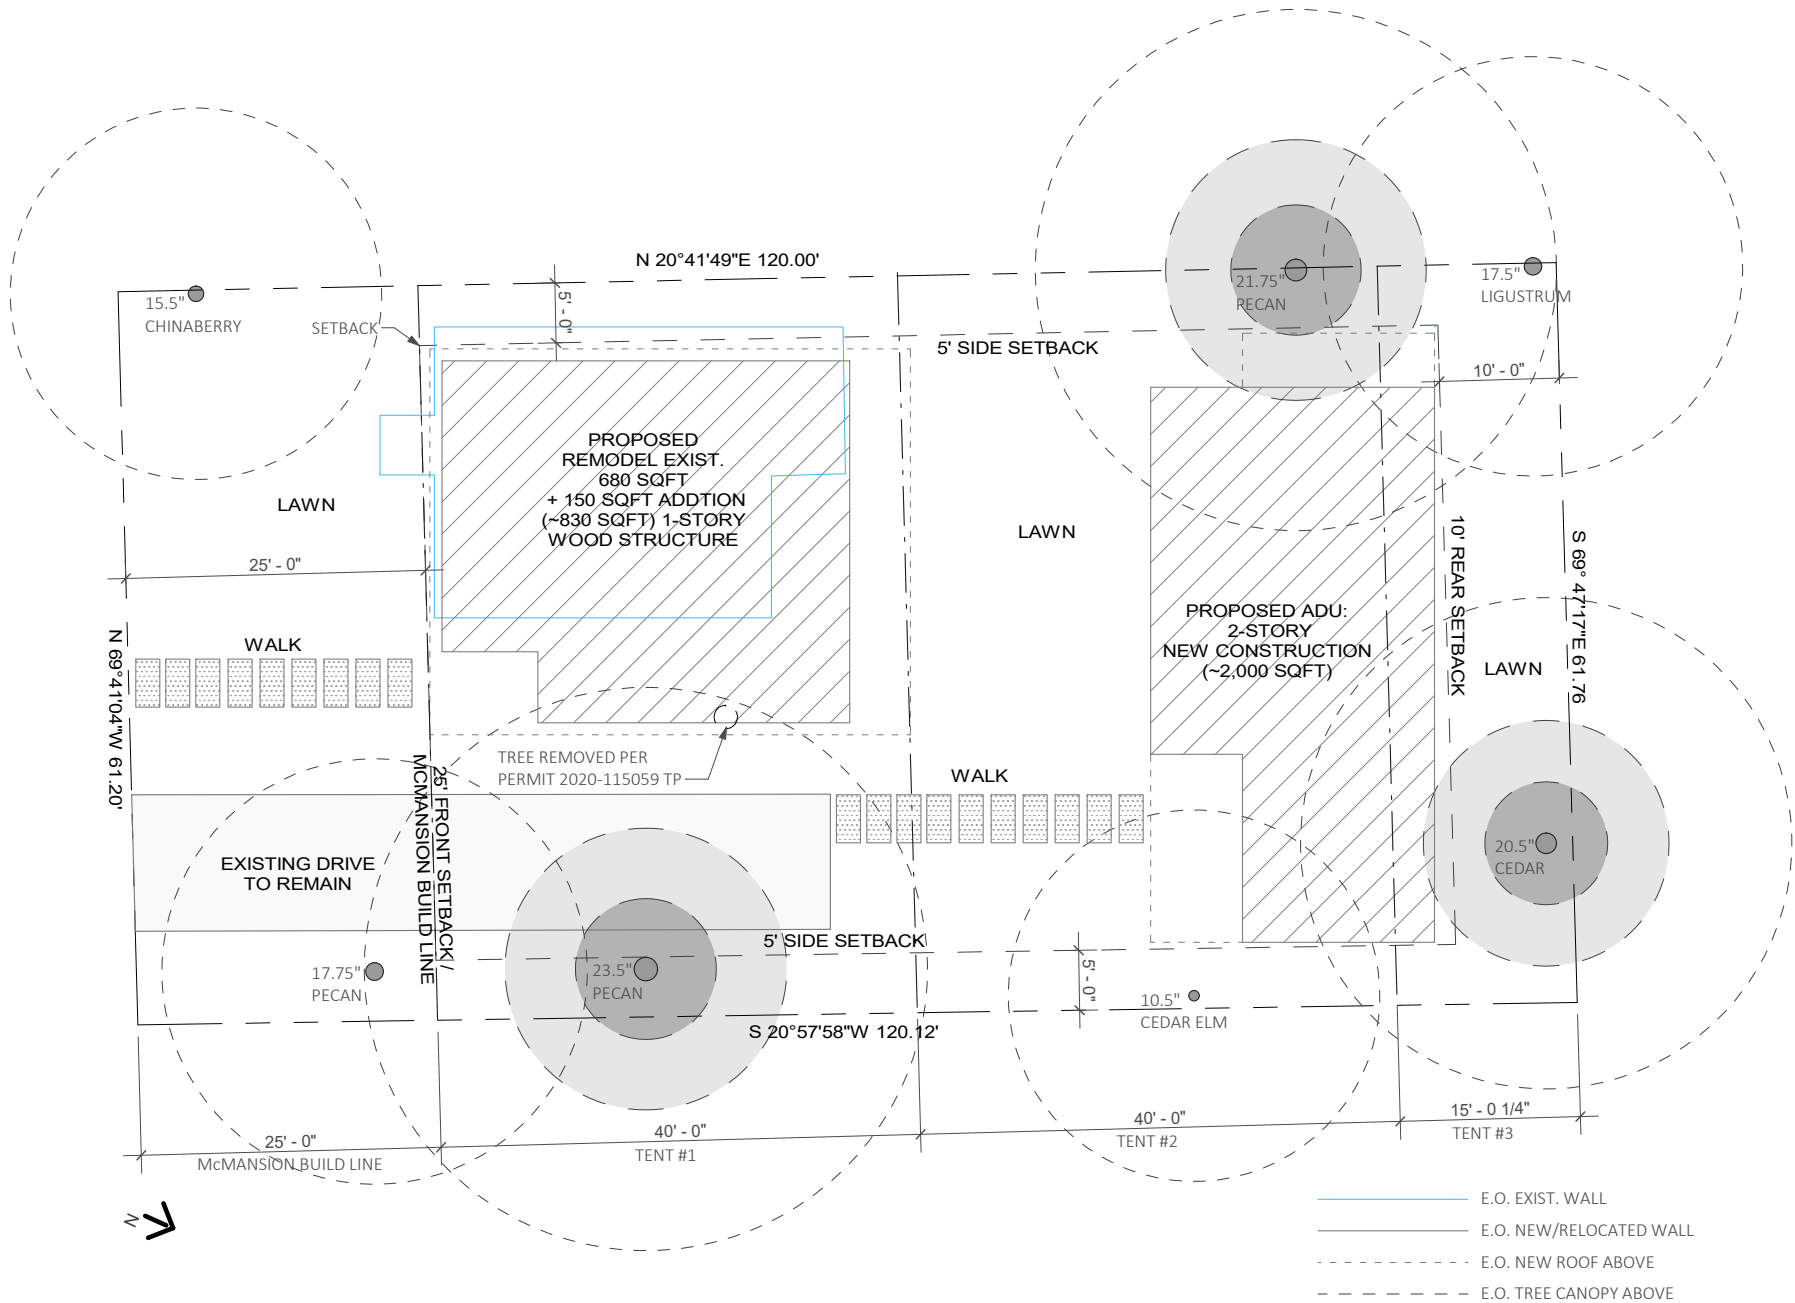 N 20°41'49"E 120.00'
21.75"
PECAN
17.5"
LIGUSTRUM
15.5"
CHINABERRY
SETBACK
5' - 0"
5' SIDE SETBACK
10' - 0"
PROPOSED
REMODEL EXIST.
680 SQFT
+ 150 SQFT ADDTION
(~830 SQFT) 1-STORY
WOOD STRUCTURE
LAWN
LAWN
25' - 0"
10' REAR SETBACK
S 69° 47'17"E 61.76
PROPOSED ADU:
2-STORY
NEW CONSTRUCTION
(~2,000 SQFT)
LAWN
N 69°41'04"W 61.20'
WALK
TREE REMOVED PER
PERMIT 2020-115059 TP
25' FRONT SETBACK /
MCMANSION BUILD LINE
WALK
EXISTING DRIVE
TO REMAIN
20.5"
CEDAR
5' SIDE SETBACK
17.75"
PECAN
23.5"
PECAN
5' - 0"
10.5"
CEDAR ELM
S 20°57'58"W 120.12'
25' - 0"
McMANSION BUILD LINE
40' - 0"
TENT #1
40' - 0"
TENT #2
15' - 0 1/4"
TENT #3
N
E.O. EXIST. WALL
E.O. NEW/RELOCATED WALL
E.O. NEW ROOF ABOVE
E.O. TREE CANOPY ABOVE